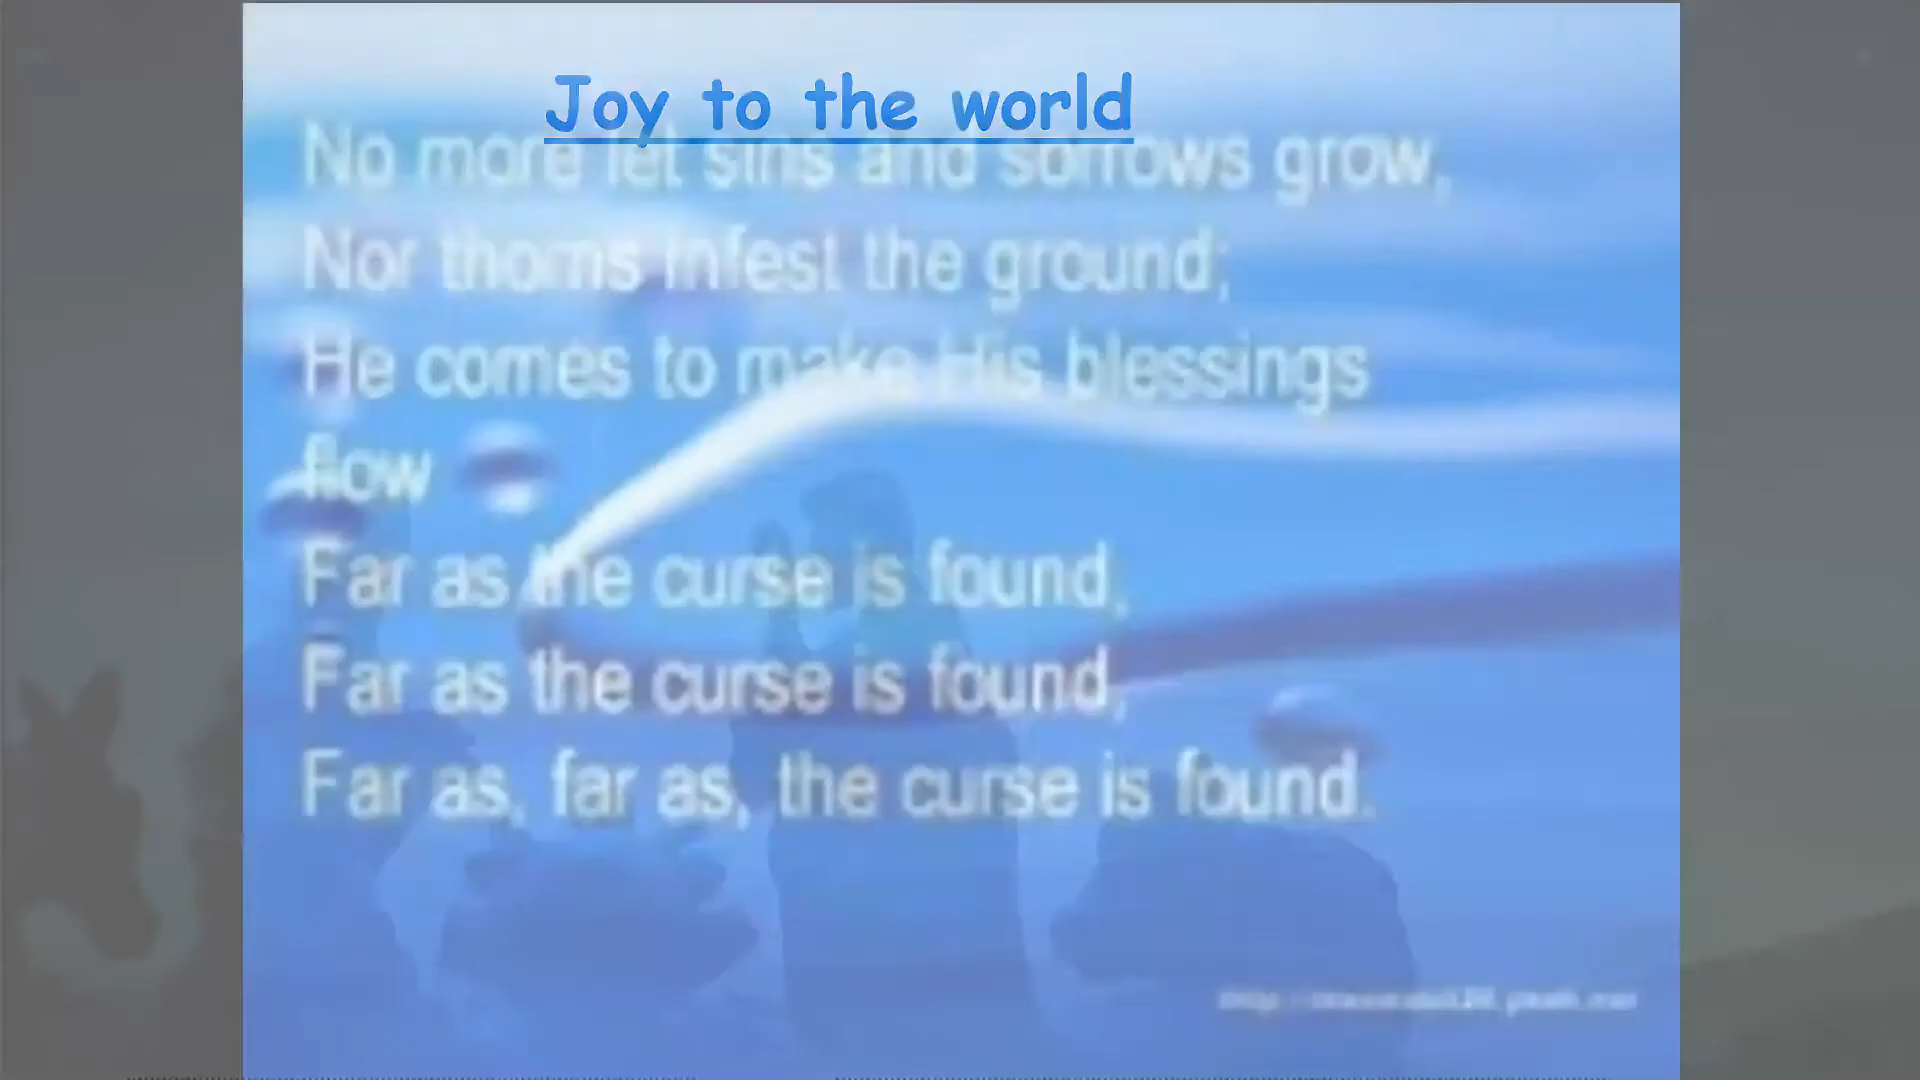 Joy to the world
No more let sins and sorrows grow,
Nor thorns infest the ground;
He comes to make His blessings
flow
Far as the curse is found,
Far as the curse is found,
Far as, far as, the curse is found.